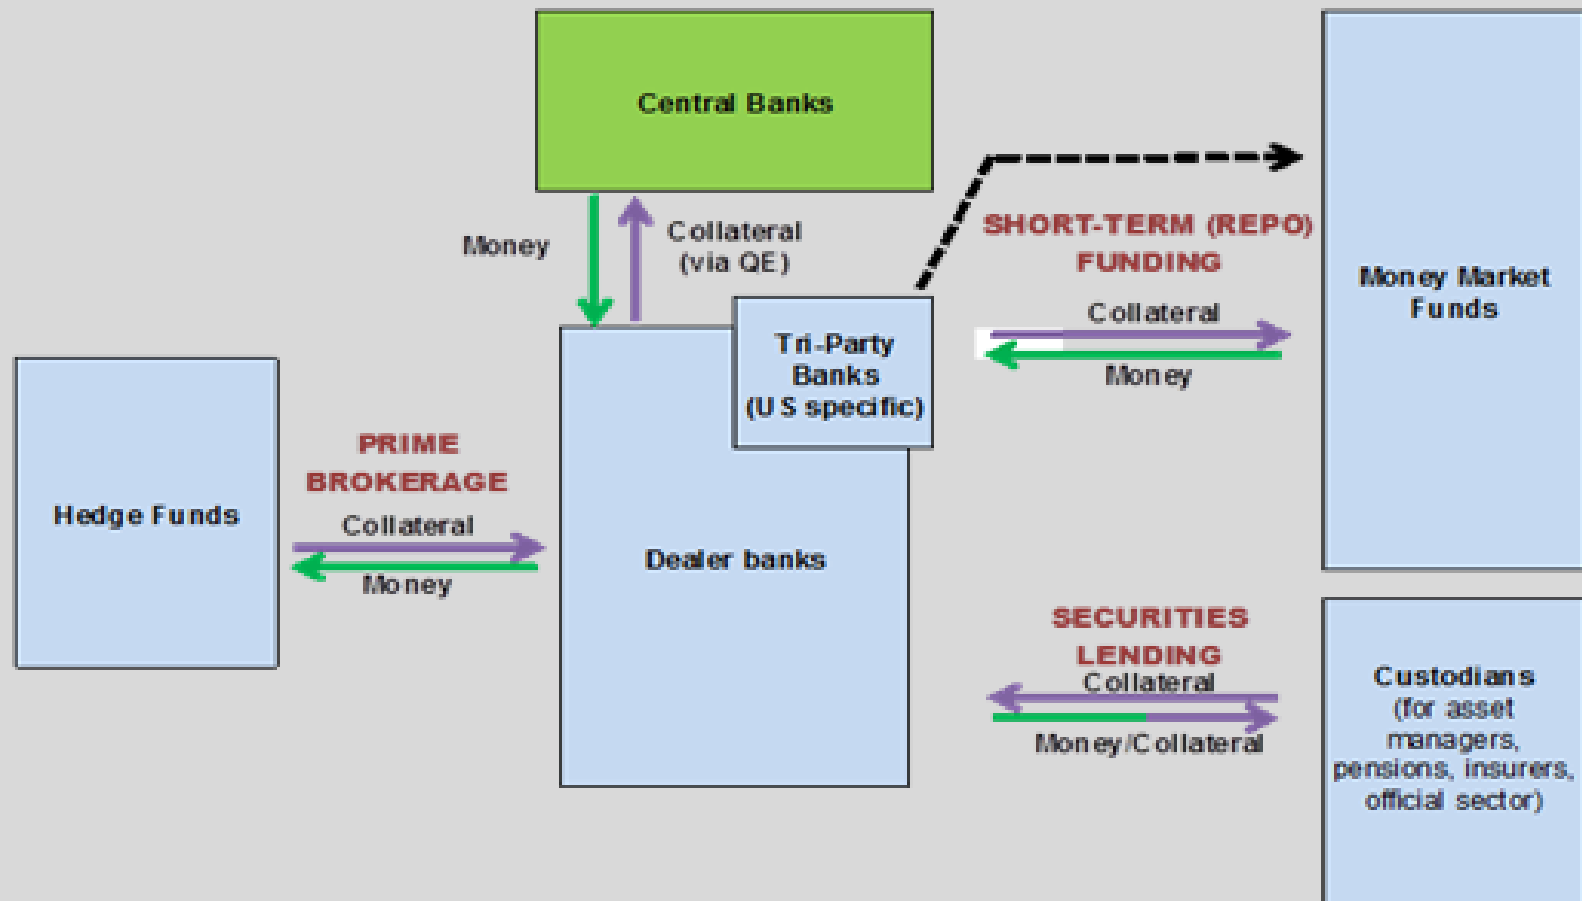 Central Banks
Money
Collateral
(via QE)
SHORT-TERM (REPO)
FUNDING
Collateral
Money
Money Market
Funds
Tri-Party
Banks
(US specific)
PRIME
BROKERAGE
Collateral
Money
Hedge Funds
Dealer banks
SECURITIES
LENDING
Collateral
Money/Collateral
Custodians
(for asset
managers,
pensions, insurers,
official sector)